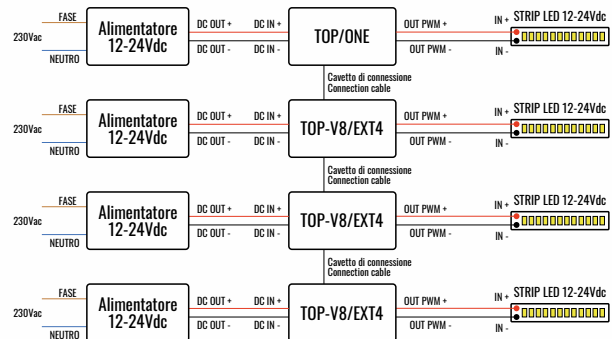 FASE
230Vac
NEUTRO
Alimentatore
12-24Vdc
DC OUT +
DC OUT -
DC IN +
DC IN -
TOP/ONE
OUT PWM +
OUT PWM -
IN +
IN -
STRIP LED 12-24Vdc
Cavetto di connessione
Connection cable
FASE
230Vac
NEUTRO
Alimentatore
12-24Vdc
DC OUT +
DC OUT -
DC IN +
DC IN -
TOP-V8/EXT4
OUT PWM +
OUT PWM -
IN +
IN -
STRIP LED 12-24Vdc
Cavetto di connessione
Connection cable
FASE
230Vac
NEUTRO
Alimentatore
12-24Vdc
DC OUT +
DC OUT -
DC IN +
DC IN -
TOP-V8/EXT4
OUT PWM +
OUT PWM -
IN +
IN -
STRIP LED 12-24Vdc
Cavetto di connessione
Connection cable
FASE
230Vac
NEUTRO
Alimentatore
12-24Vdc
DC OUT +
DC OUT -
DC IN +
DC IN -
TOP-V8/EXT4
OUT PWM +
OUT PWM -
IN +
IN -
STRIP LED 12-24Vdc